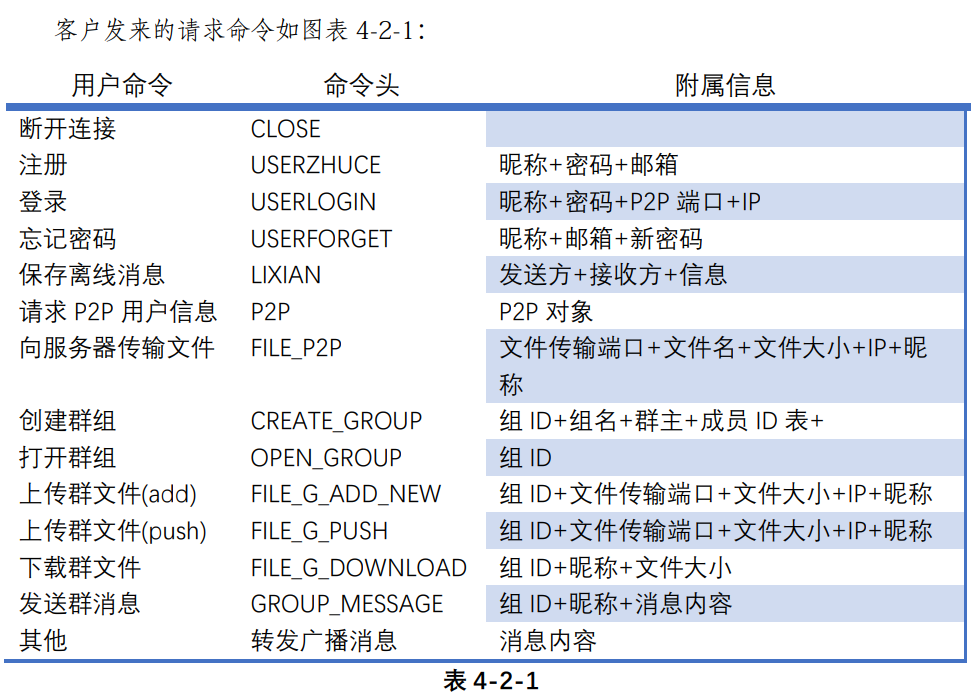 客户发来的请求命令如图表 4-2-1：
用户命令 命令头 附属信息
断开连接 CLOSE
注册 USERZHUCE 昵称+密码+邮箱
登录 USERLOGIN 昵称+密码+P2P 端口+IP
忘记密码 USERFORGET 昵称+邮箱+新密码
保存离线消息 LIXIAN 发送方+接收方+信息
请求 P2P 用户信息 P2P P2P 对象
向服务器传输文件 FILE_P2P 文件传输端口+文件名+文件大小+IP+昵
称
创建群组 CREATE_GROUP 组 ID+组名+群主+成员 ID 表+
打开群组 OPEN_GROUP 组 ID
上传群文件(add) FILE_G_ADD_NEW 组 ID+文件传输端口+文件大小+IP+昵称
上传群文件(push) FILE_G_PUSH 组 ID+文件传输端口+文件大小+IP+昵称
下载群文件 FILE_G_DOWNLOAD 组 ID+昵称+文件大小
发送群消息 GROUP_MESSAGE 组 ID+昵称+消息内容
其他 转发广播消息 消息内容
表 4-2-1